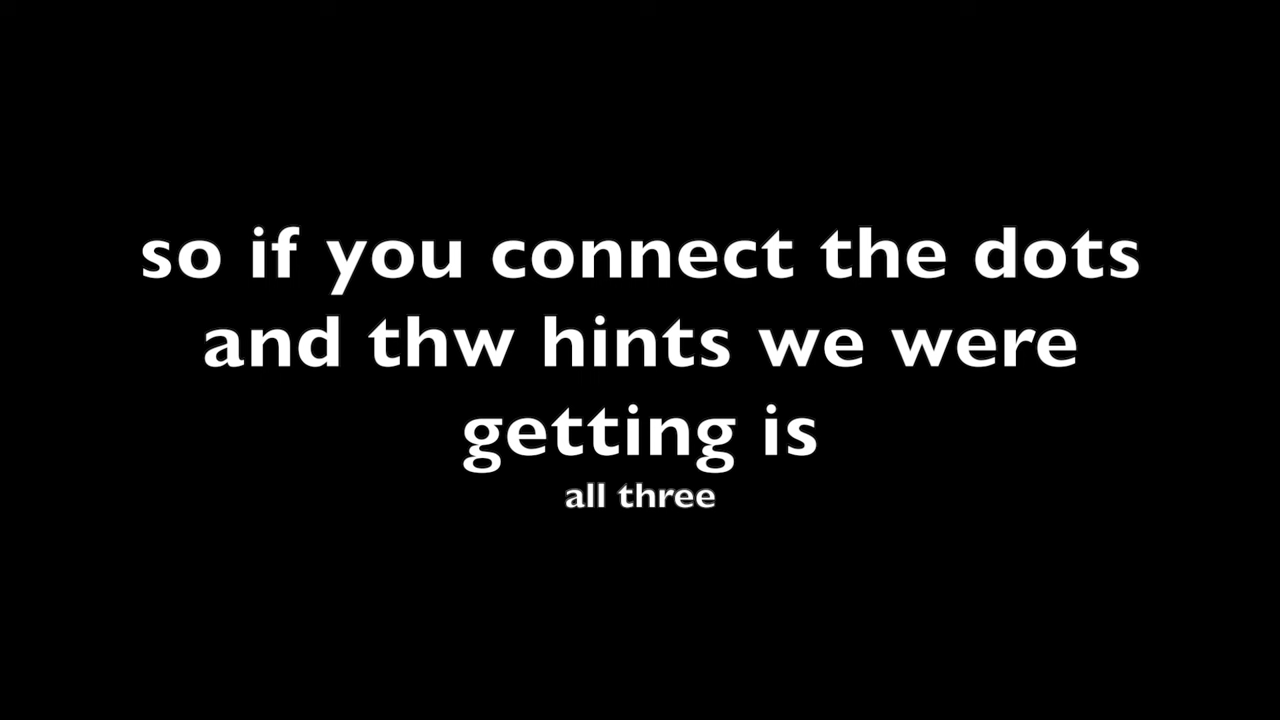 so if you connect the dots
and thw hints we were
getting is
all three